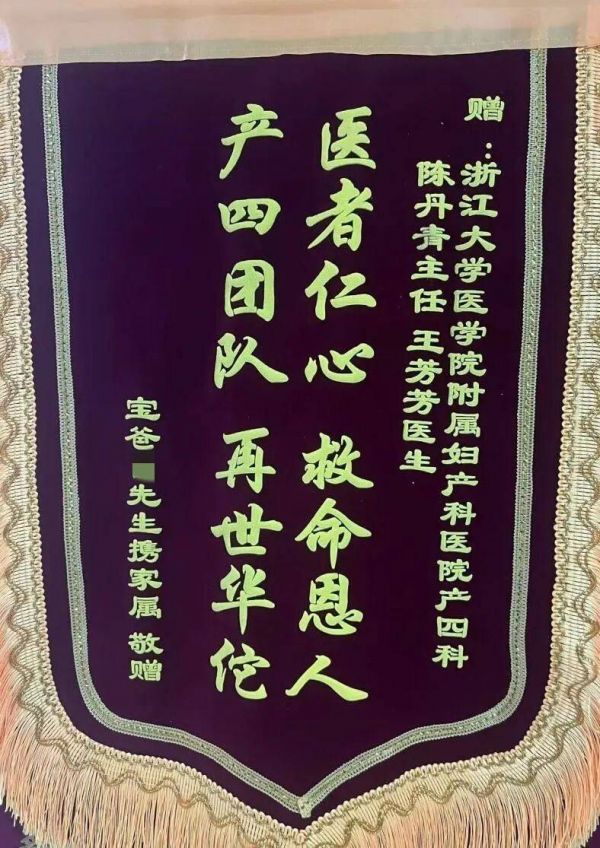 赠：浙江大学医学院附属妇产科医院产四科
陈丹青主任 王芳芳医生
医者仁心 救命恩人
产四团队 再世华佗
宝爸 先生携家属 敬赠